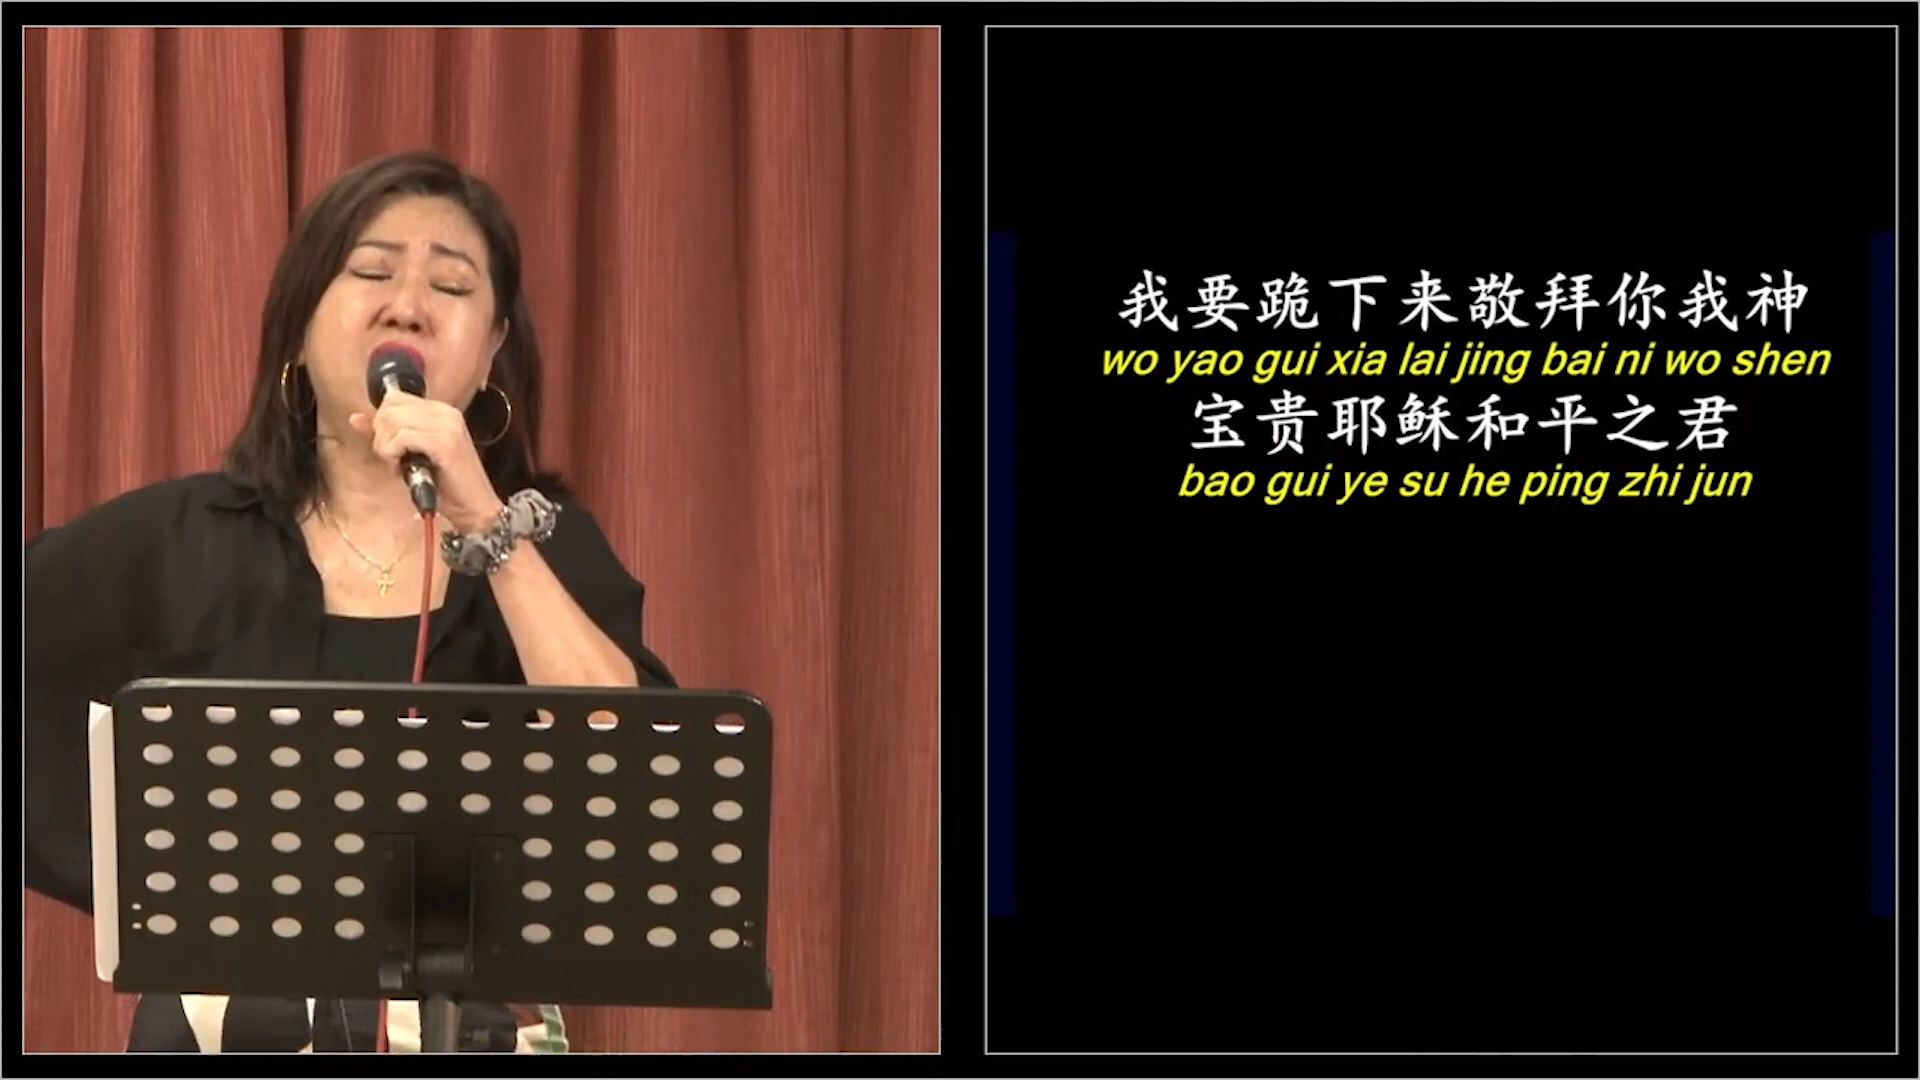 我要跪下来敬拜你我神
wo yao gui xia lai jing bai ni wo shen
宝贵耶稣和平之君
bao gui ye su he ping zhi jun